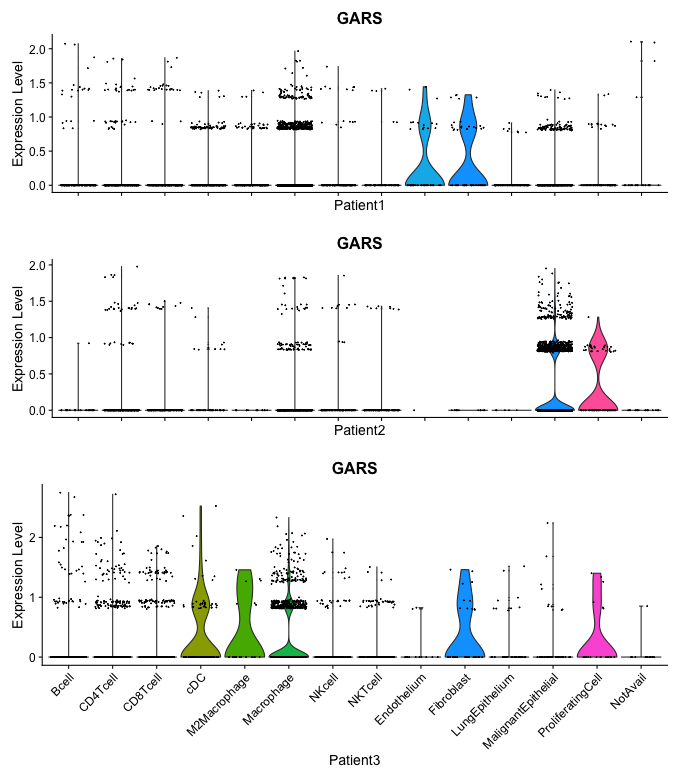 GARS
Expression Level
2.0
1.5
1.0
0.5
0.0
Patient1
GARS
Expression Level
2.0
1.5
1.0
0.5
0.0
Patient2
GARS
Expression Level
2
1
0
Bcell
CD4Tcell
CD8Tcell
cDC
M2Macrophage
Macrophage
NKcell
NKTcell
Endothelium
Fibroblast
LungEpithelium
MalignantEpithelial
ProliferatingCell
NotAvail
Patient3